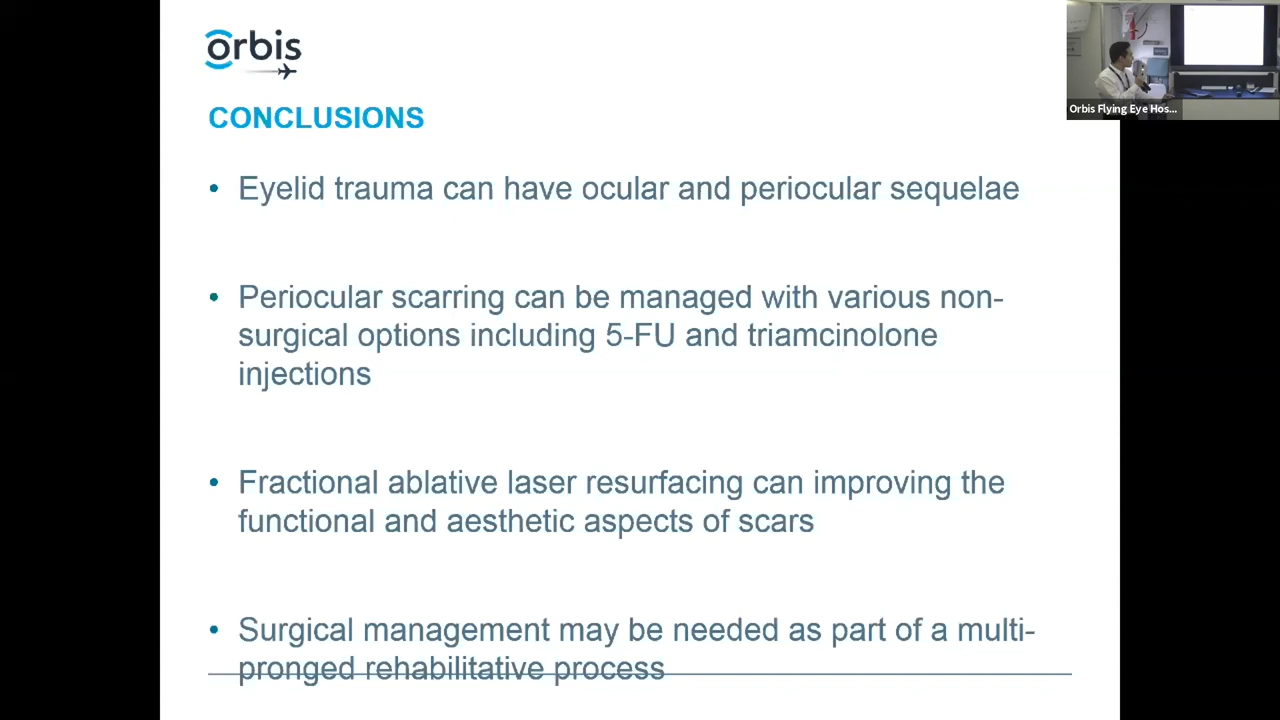 orbis
Orbis Flying Eye Hos...
CONCLUSIONS
• Eyelid trauma can have ocular and periocular sequelae
• Periocular scarring can be managed with various non-
surgical options including 5-FU and triamcinolone
injections
• Fractional ablative laser resurfacing can improving the
functional and aesthetic aspects of scars
• Surgical management may be needed as part of a multi-
pronged rehabilitative process